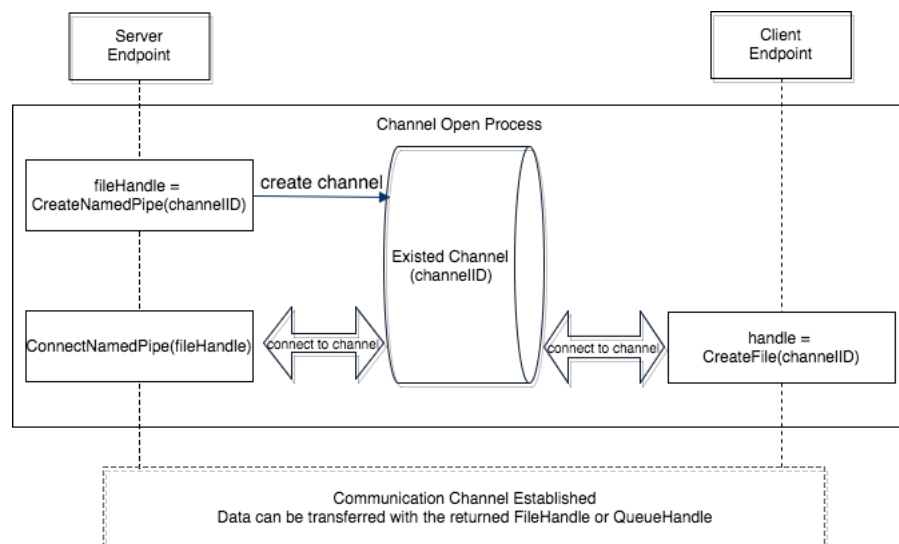 Server
Endpoint
Client
Endpoint
Channel Open Process
fileHandle =
CreateNamedPipe(channelID)
create channel
Existed Channel
(channelID)
ConnectNamedPipe(fileHandle)
connect to channel
connect to channel
handle =
CreateFile(channelID)
Communication Channel Established
Data can be transferred with the returned FileHandle or QueueHandle